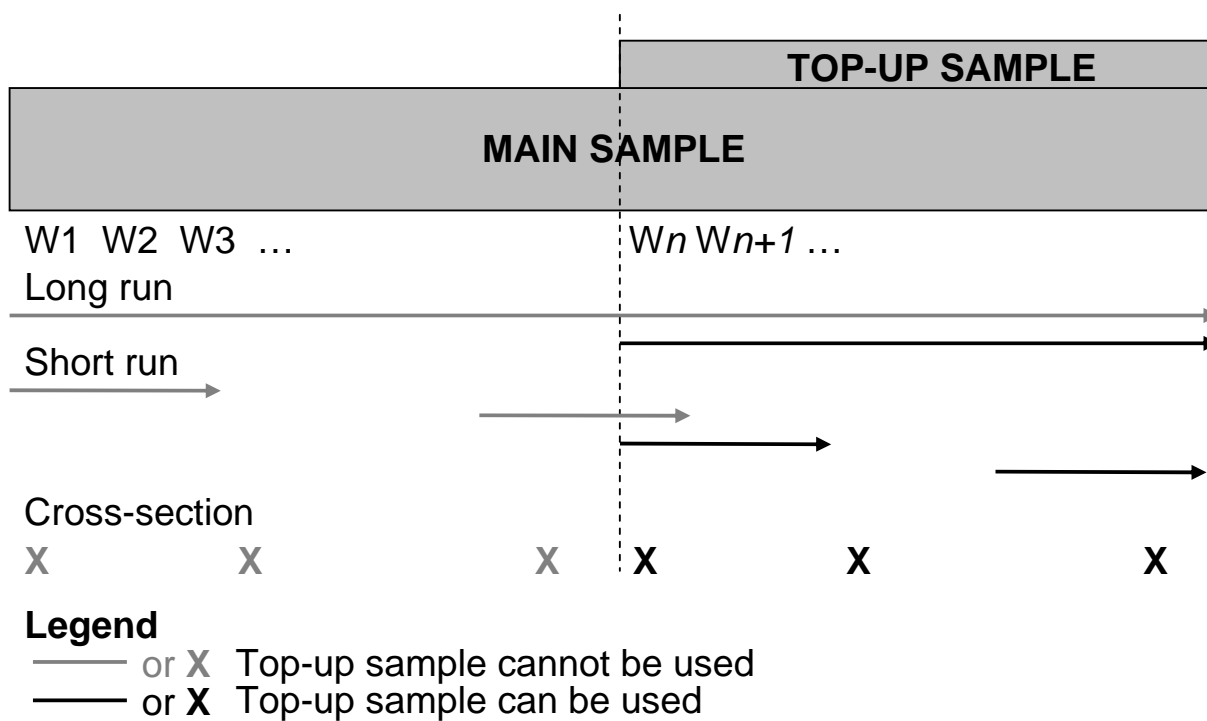 TOP-UP SAMPLE
MAIN SAMPLE
W1 W2 W3 … Wn Wn+1 …
Long run
Short run
Cross-section
X X X X X X
Legend
or X Top-up sample cannot be used
or X Top-up sample can be used